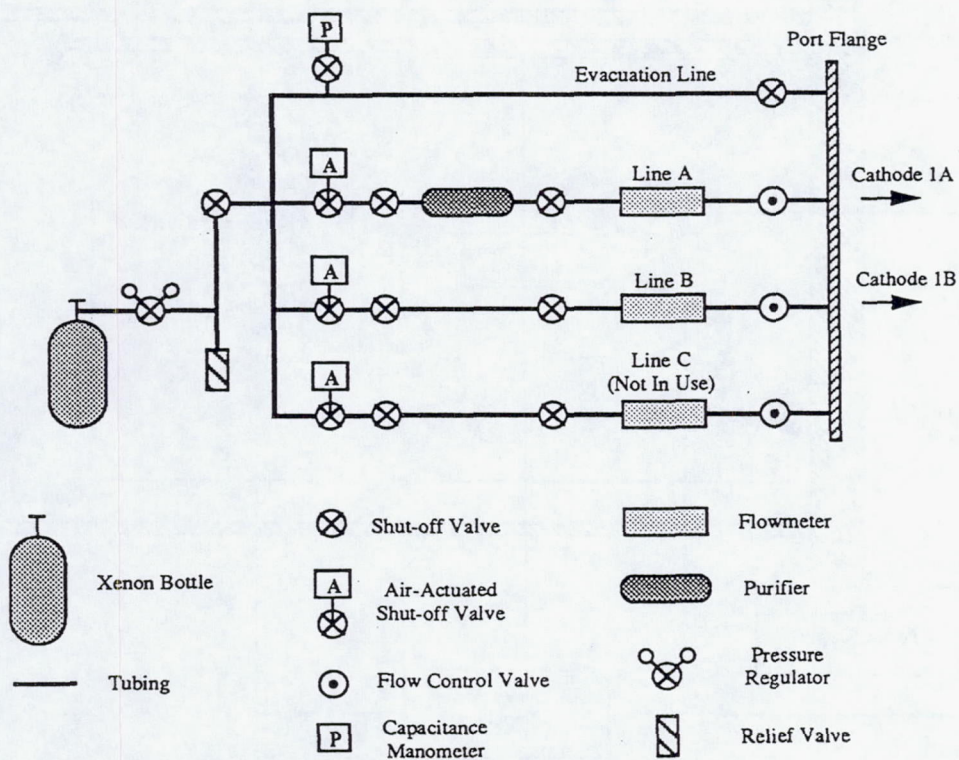 P
Port Flange
Evacuation Line
A
Line A
Cathode 1A
A
Line B
Cathode 1B
A
Line C
(Not In Use)
Shut-off Valve
Flowmeter
Xenon Bottle
A
Air-Actuated
Shut-off Valve
Purifier
Tubing
Flow Control Valve
Pressure
Regulator
P
Capacitance
Manometer
Relief Valve